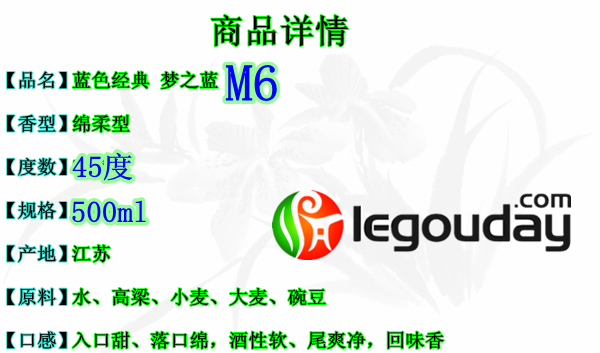 商品详情
【品名】蓝色经典 梦之蓝 M6
【香型】绵柔型
【度数】45度
【规格】500ml
legouday.com
【产地】江苏
【原料】水、高粱、小麦、大麦、碗豆
【口感】入口甜、落口绵，酒性软、尾爽净，回味香